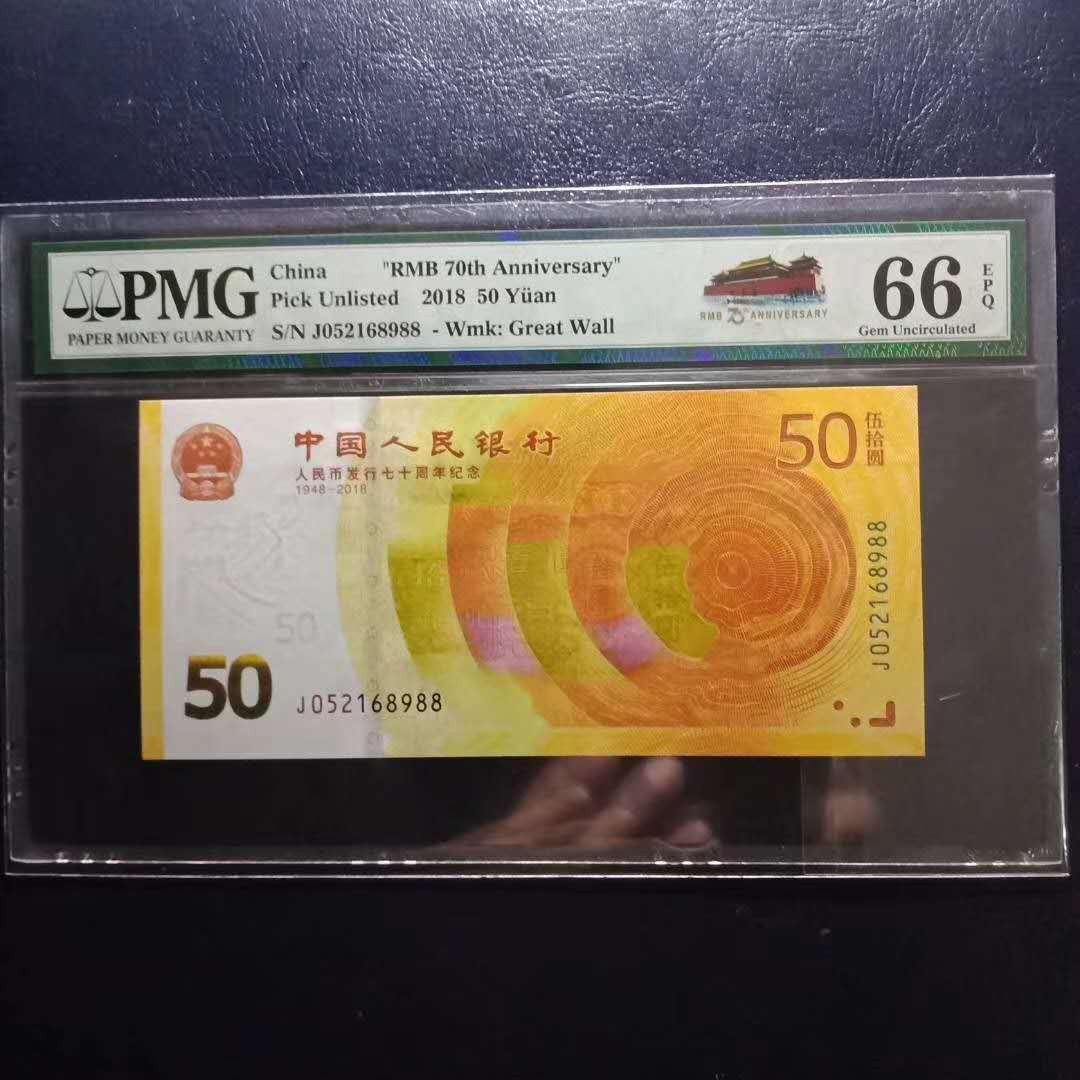 PMG
PAPER MONEY GUARANTY
China "RMB 70th Anniversary"
Pick Unlisted 2018 50 Yüan
S/N J052168988 - Wmk: Great Wall
RMB 70 ANNIVERSARY
66
EPQ
Gem Uncirculated
中国人民银行
人民币发行七十周年纪念
1948-2018
50
伍拾圆
J052168988
50
50
J052168988